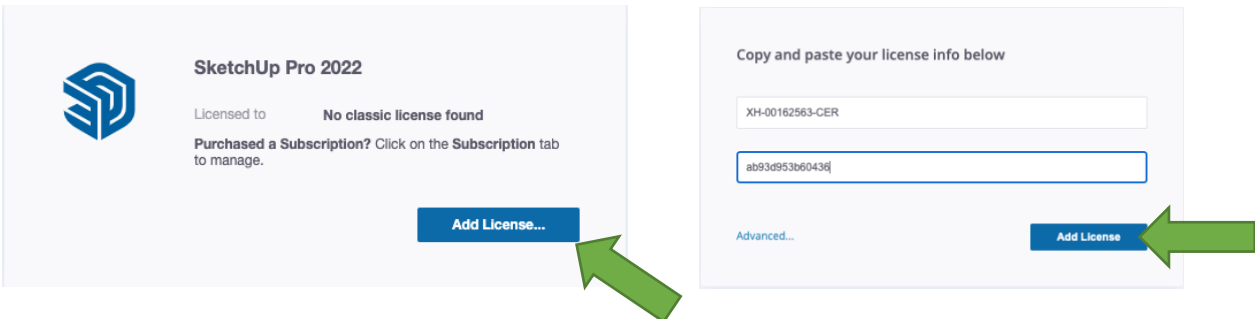 SketchUp Pro 2022
Licensed to No classic license found
Purchased a Subscription? Click on the Subscription tab
to manage.
Add License...
Copy and paste your license info below
XH-00162563-CER
ab93d953b60436
Advanced...
Add License